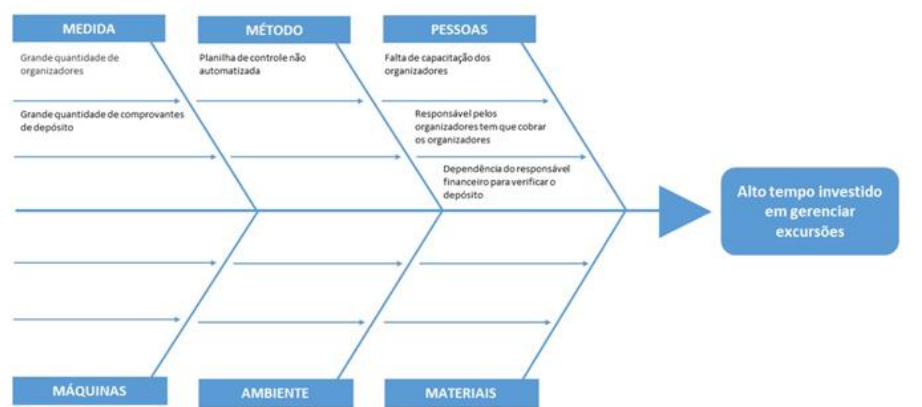 MEDIDA
MÉTODO
PESSOAS
Grande quantidade de
organizadores
Planilha de controle não
automatizada
Falta de capacitação dos
organizadores
Grande quantidade de comprovantes
de depósito
Responsável pelos
organizadores tem que cobrar
os organizadores
Dependência do responsável
financeiro para verificar o
depósito
Alto tempo investido
em gerenciar
excursões
MÁQUINAS
AMBIENTE
MATERIAIS